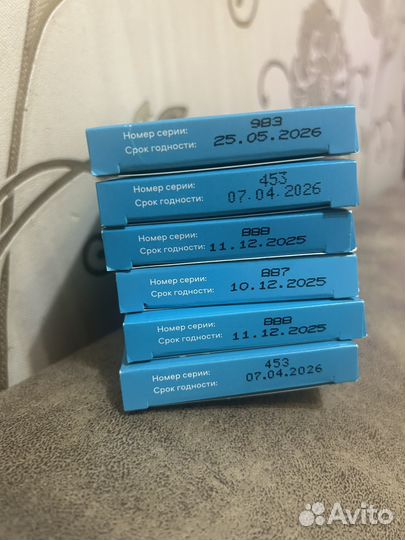 Номер серии: 983
Срок годности: 25.05.2026
Номер серии: 453
Срок годности: 07.04.2026
Номер серии: 888
Срок годности: 11.12.2025
Номер серии: 887
Срок годности: 10.12.2025
Номер серии: 888
Срок годности: 11.12.2025
Номер серии: 453
Срок годности: 07.04.2026
Avito